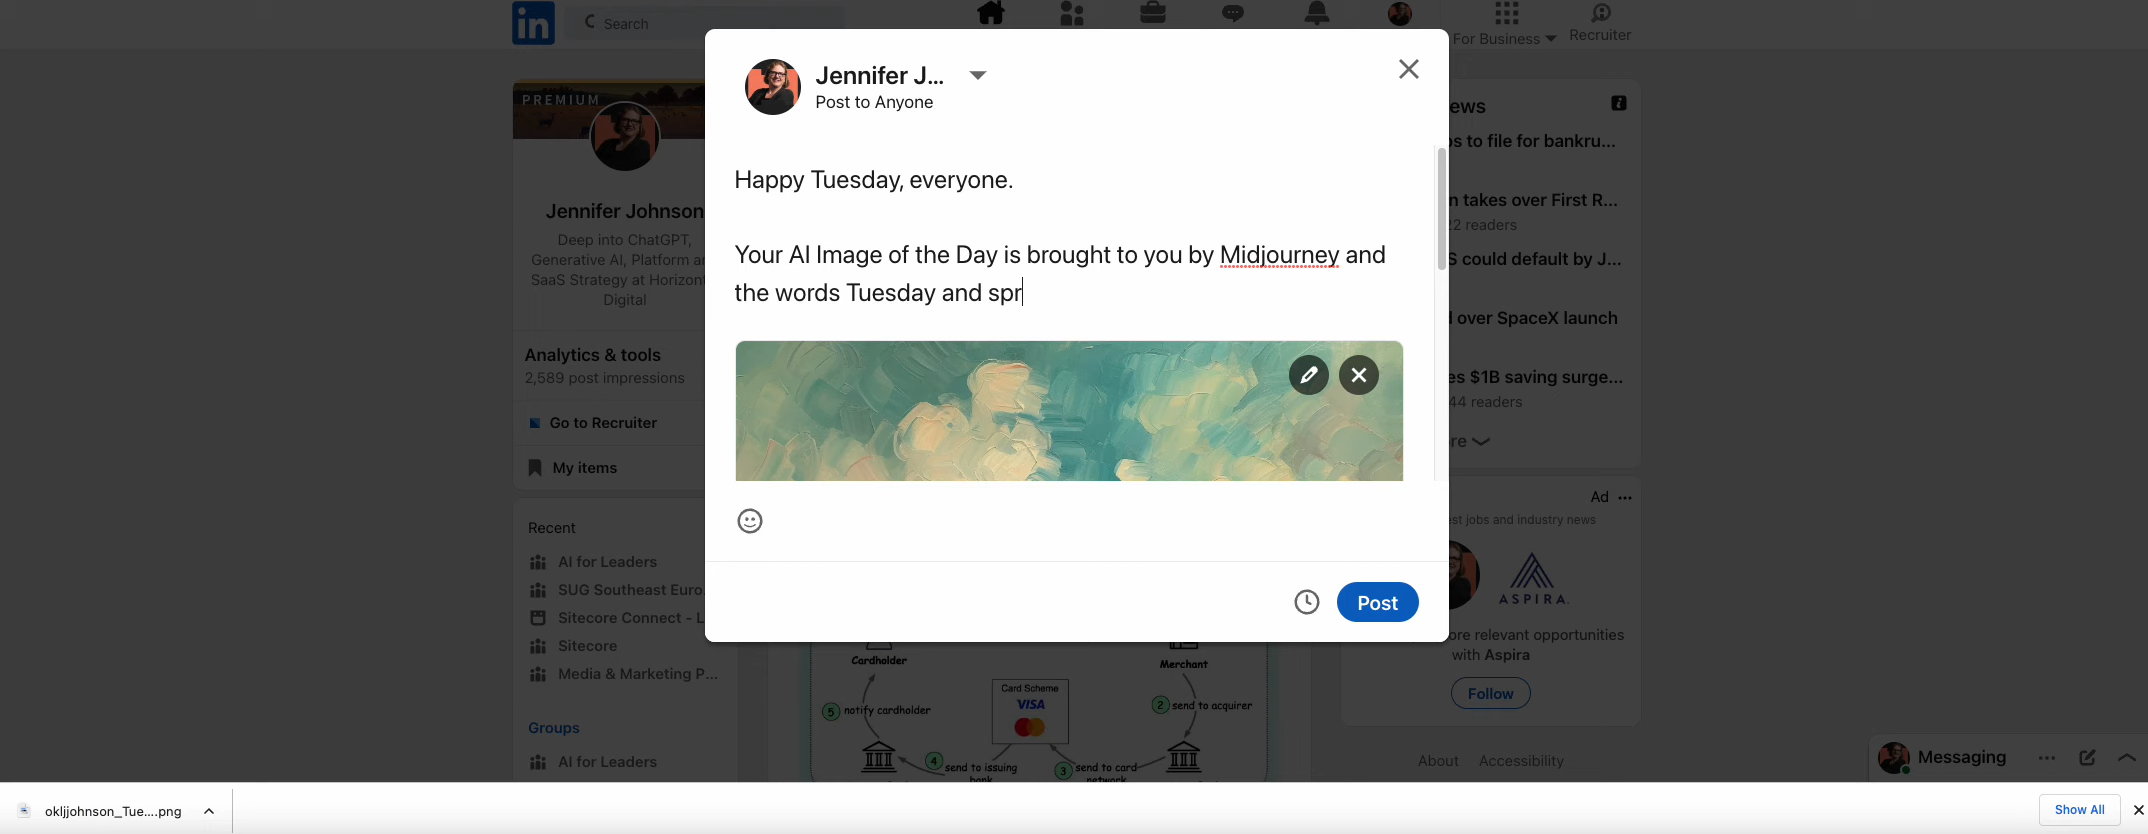 in
Search
For Business
Recruiter
PREMIUM
Jennifer Johnson
Deep into ChatGPT,
Generative AI, Platform
SaaS Strategy at
Digital
Analytics & tools
2,589 post impressions
Go to Recruiter
My items
Recent
AI for Leaders
SUG Southeast Euro
Sitecore Connect - L
Sitecore
Media & Marketing P...
Groups
AI for Leaders
Jennifer J...
Post to Anyone
Happy Tuesday, everyone.
Your AI Image of the Day is brought to you by Midjourney and
the words Tuesday and spr
Post
Cardholder
Merchant
Card Scheme
VISA
5 notify cardholder
2 send to acquirer
4 send to issuing
bank
3 send to card
network
ews
to file for bankru...
takes over First R...
22 readers
S could default by J...
over SpaceX launch
es $1B saving surge...
44 readers
re
Ad
jobs and industry news
ASPIRA.
relevant opportunities
with Aspira
Follow
About Accessibility
Messaging
okljjohnson_Tue....png
Show All